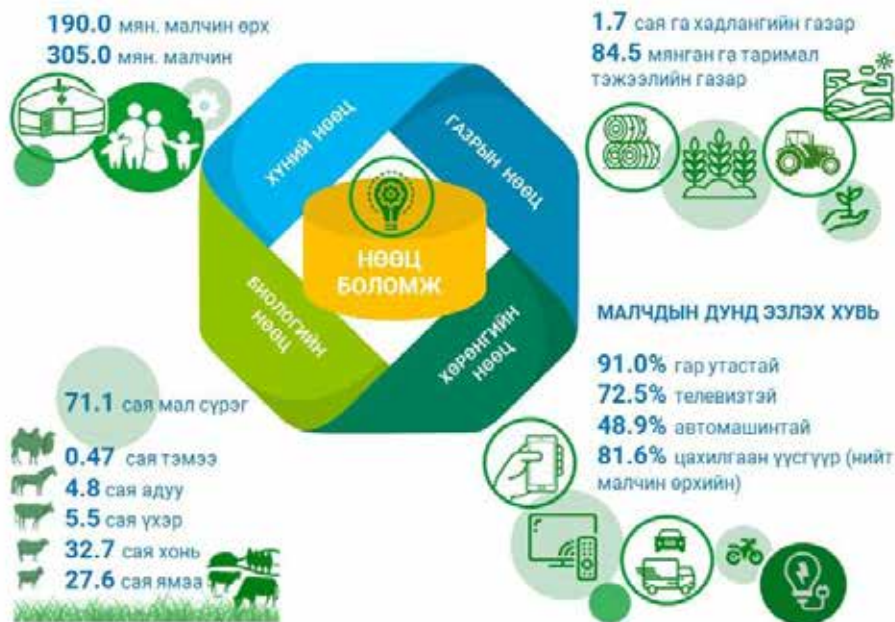 190.0 мян. малчин өрх
305.0 мян. малчин
1.7 сая га хадлангийн газар
84.5 мянган га таримал
тэжээлийн газар
ХҮНИЙ НӨӨЦ
ГАЗРЫН НӨӨЦ
НӨӨЦ
БОЛОМЖ
БИОЛОГИЙН
НӨӨЦ
ХӨРӨНГИЙН
НӨӨЦ
71.1 сая мал сүрэг
0.47 сая тэмээ
4.8 сая адуу
5.5 сая үхэр
32.7 сая хонь
27.6 сая ямаа
МАЛЧДЫН ДУНД ЭЗЛЭХ ХУВЬ
91.0% гар утастай
72.5% телевизтэй
48.9% автомашинтай
81.6% цахилгаан үүсгүүр (нийт
малчин өрхийн)